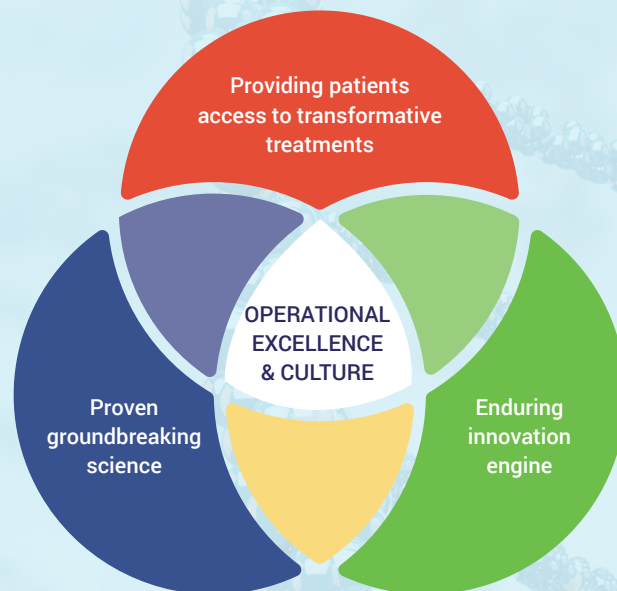 Providing patients
access to transformative
treatments
OPERATIONAL
EXCELLENCE
& CULTURE
Proven
groundbreaking
science
Enduring
innovation
engine